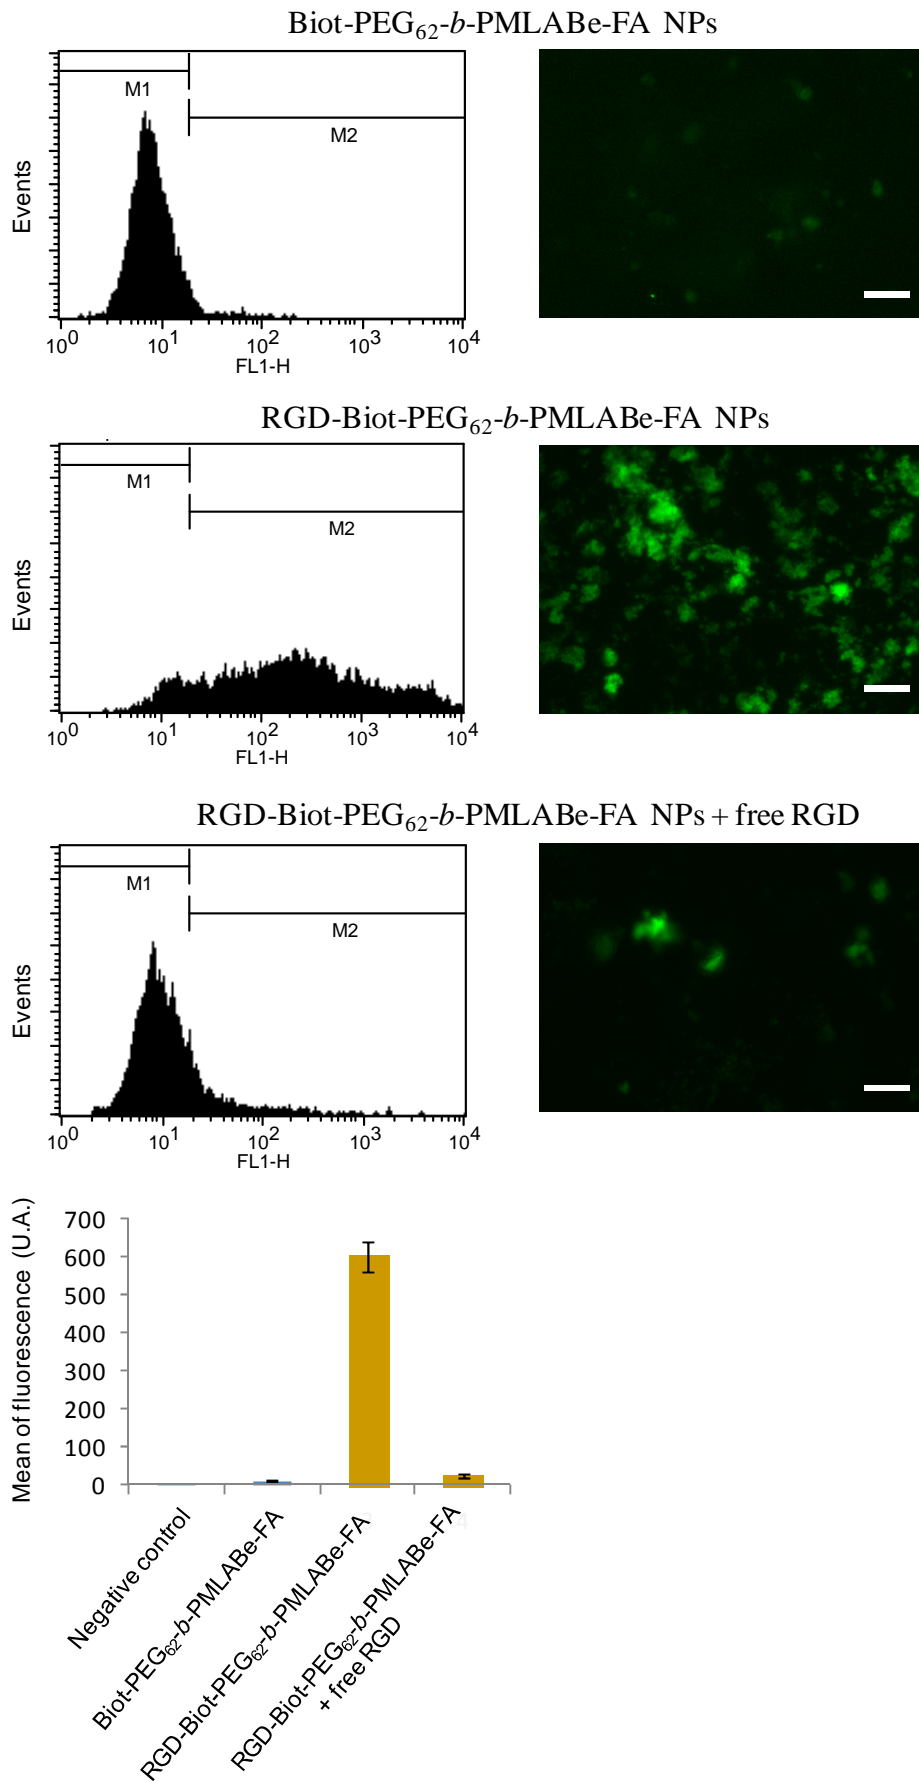 Biot-PEG62-b-PMLABe-FA NPs
M1
M2
Events
10^0 10^1 10^2 10^3 10^4
FL1-H
RGD-Biot-PEG62-b-PMLABe-FA NPs
M1
M2
Events
10^0 10^1 10^2 10^3 10^4
FL1-H
RGD-Biot-PEG62-b-PMLABe-FA NPs + free RGD
M1
M2
Events
10^0 10^1 10^2 10^3 10^4
FL1-H
Mean of fluorescence (U.A.)
700
600
500
400
300
200
100
0
Negative control
Biot-PEG62-b-PMLABe-FA
RGD-Biot-PEG62-b-PMLABe-FA
RGD-Biot-PEG62-b-PMLABe-FA
+ free RGD